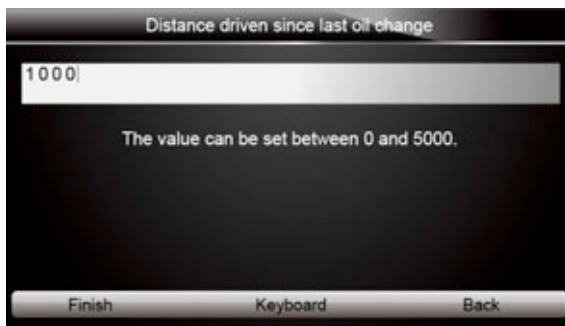 Distance driven since last oil change
1000
The value can be set between 0 and 5000.
Finish Keyboard Back